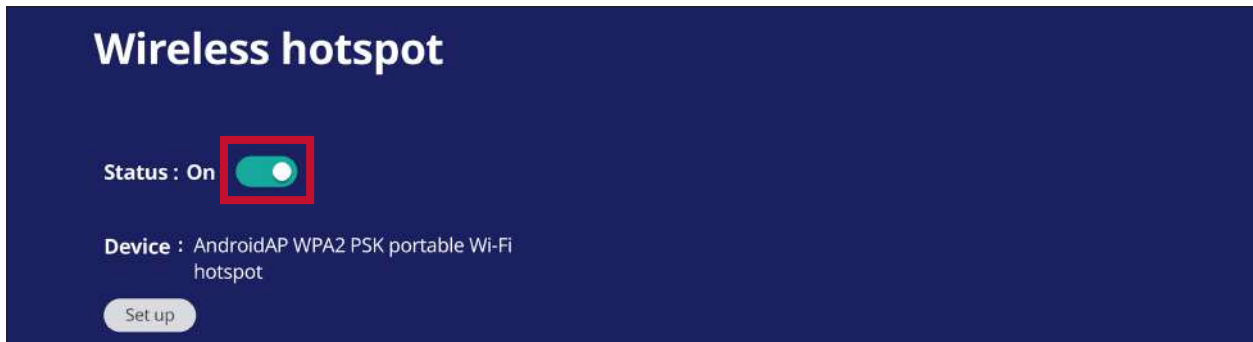 Wireless hotspot
Status : On
Device : AndroidAP WPA2 PSK portable Wi-Fi
hotspot
Set up